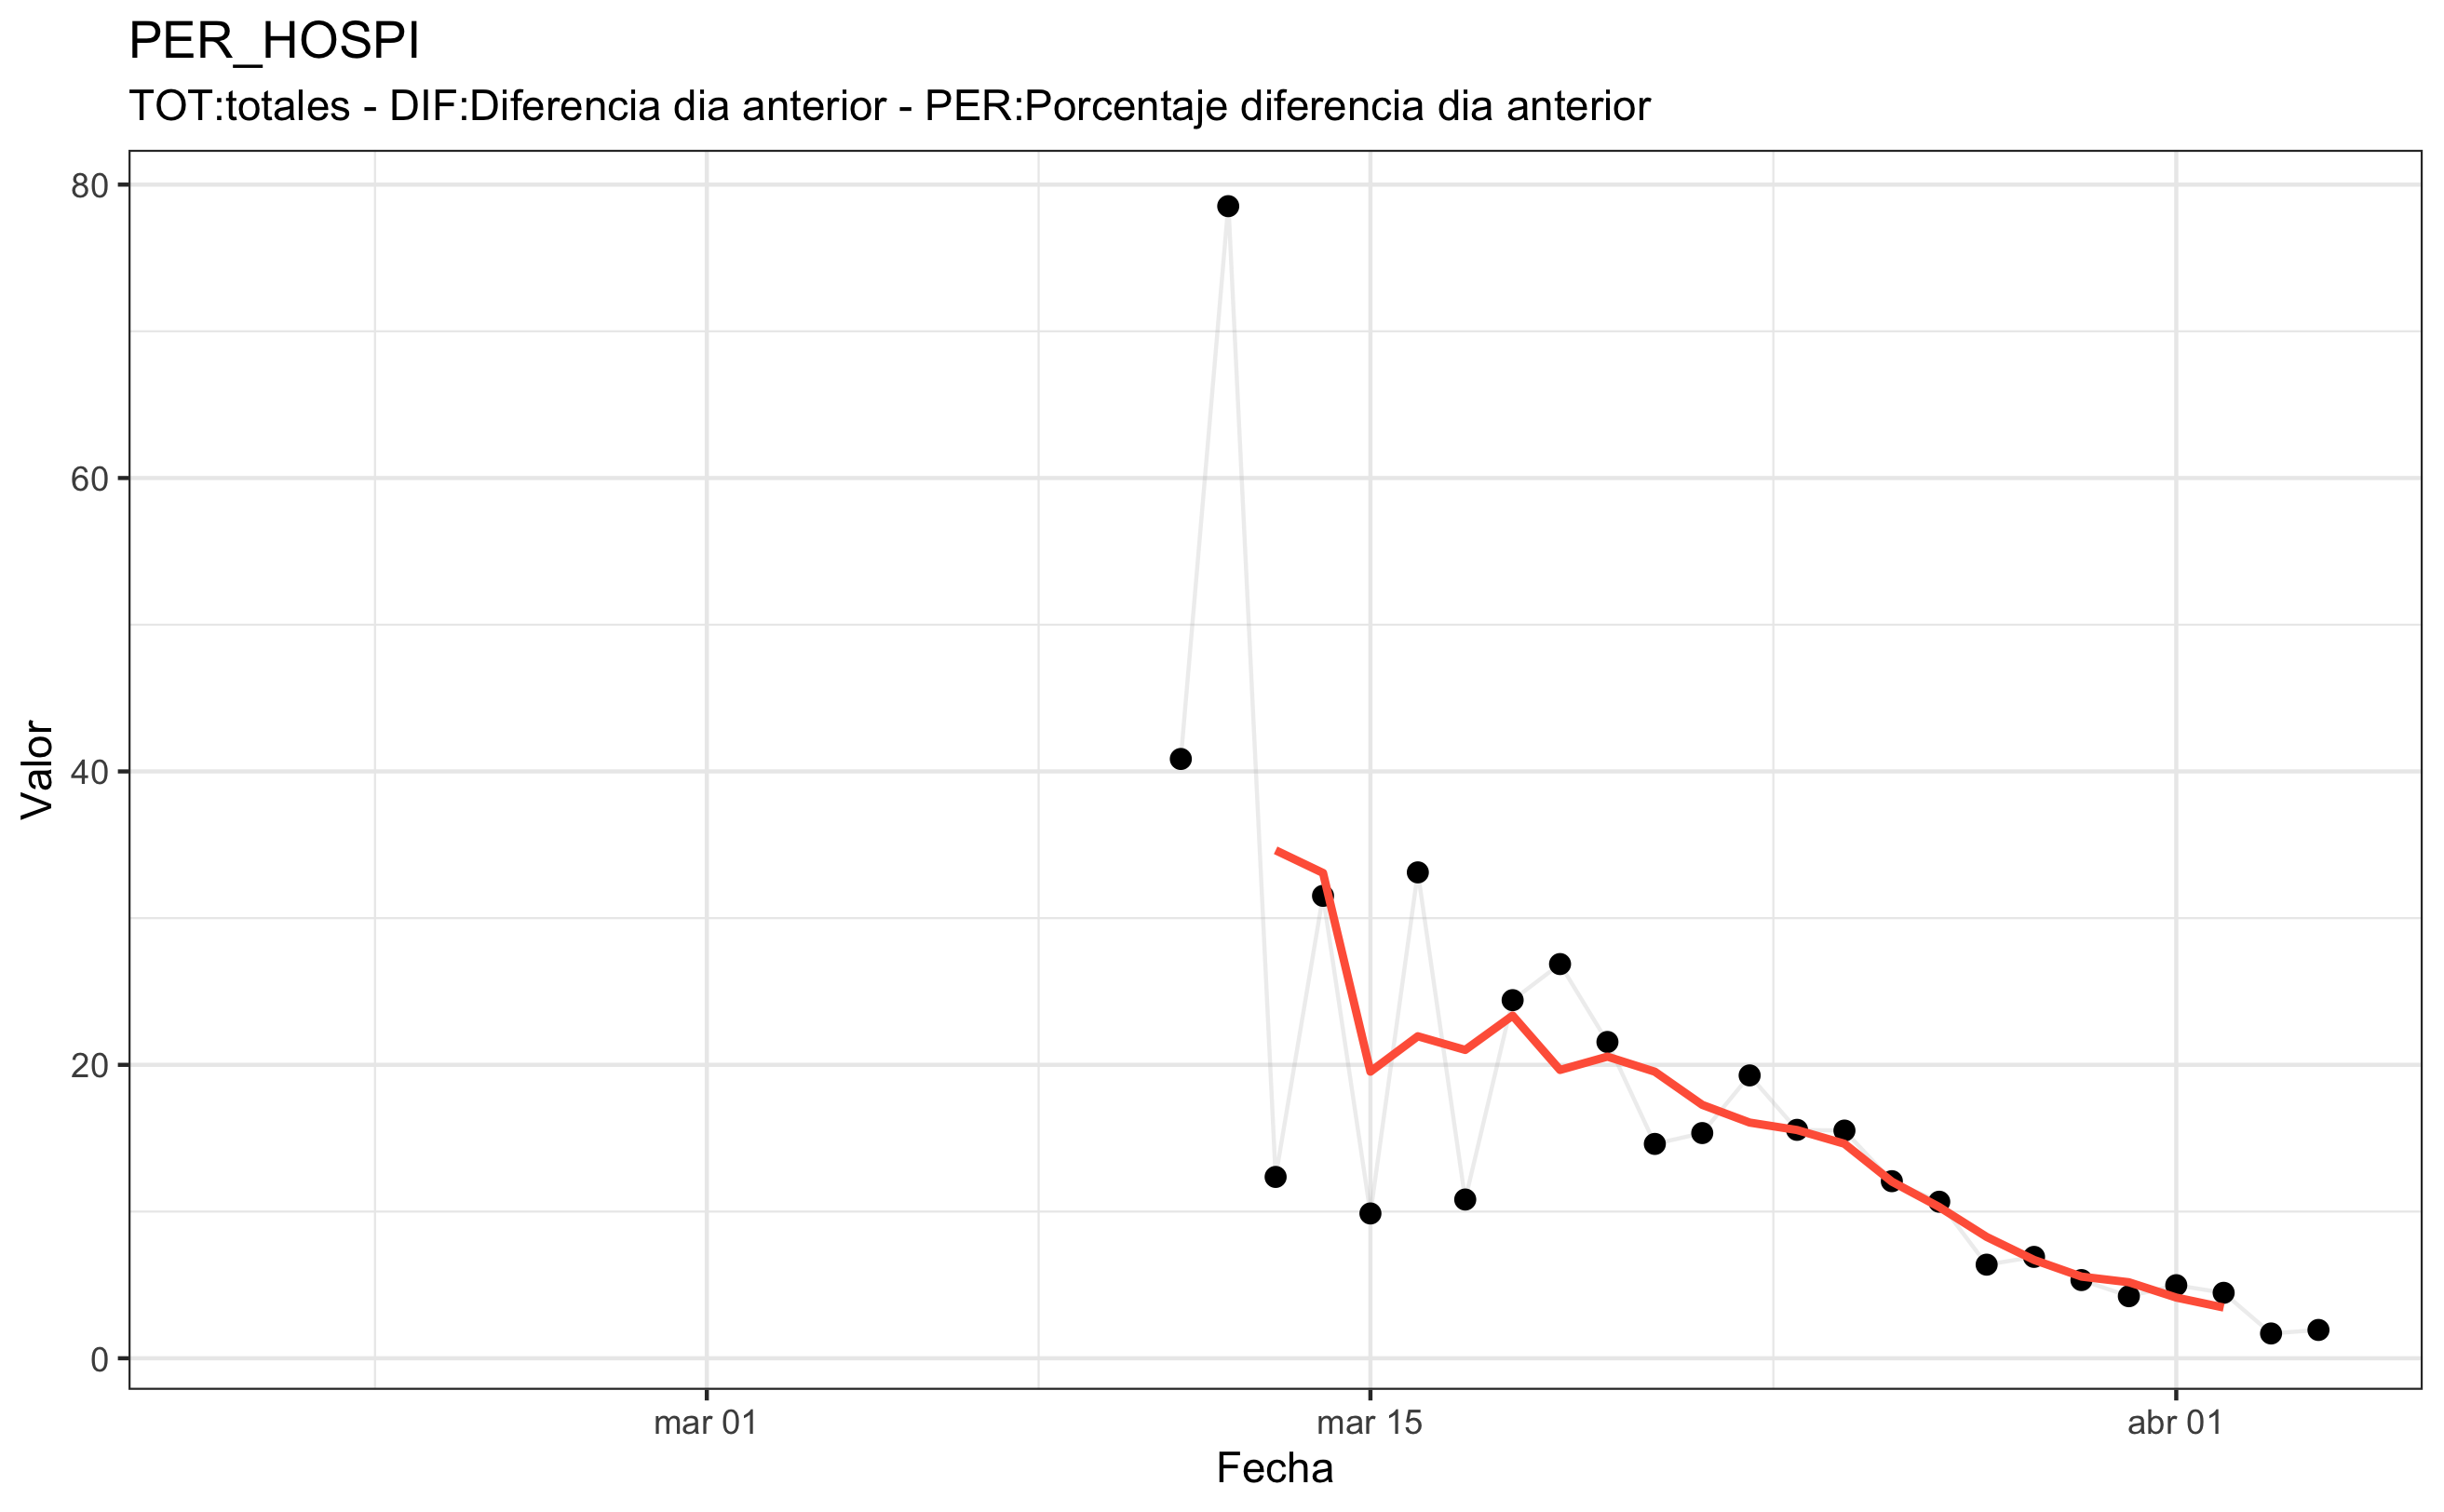 PER_HOSPI
TOT:totales - DIF:Diferencia dia anterior - PER:Porcentaje diferencia dia anterior
80
60
40
20
0
Valor
mar 01
mar 15
abr 01
Fecha